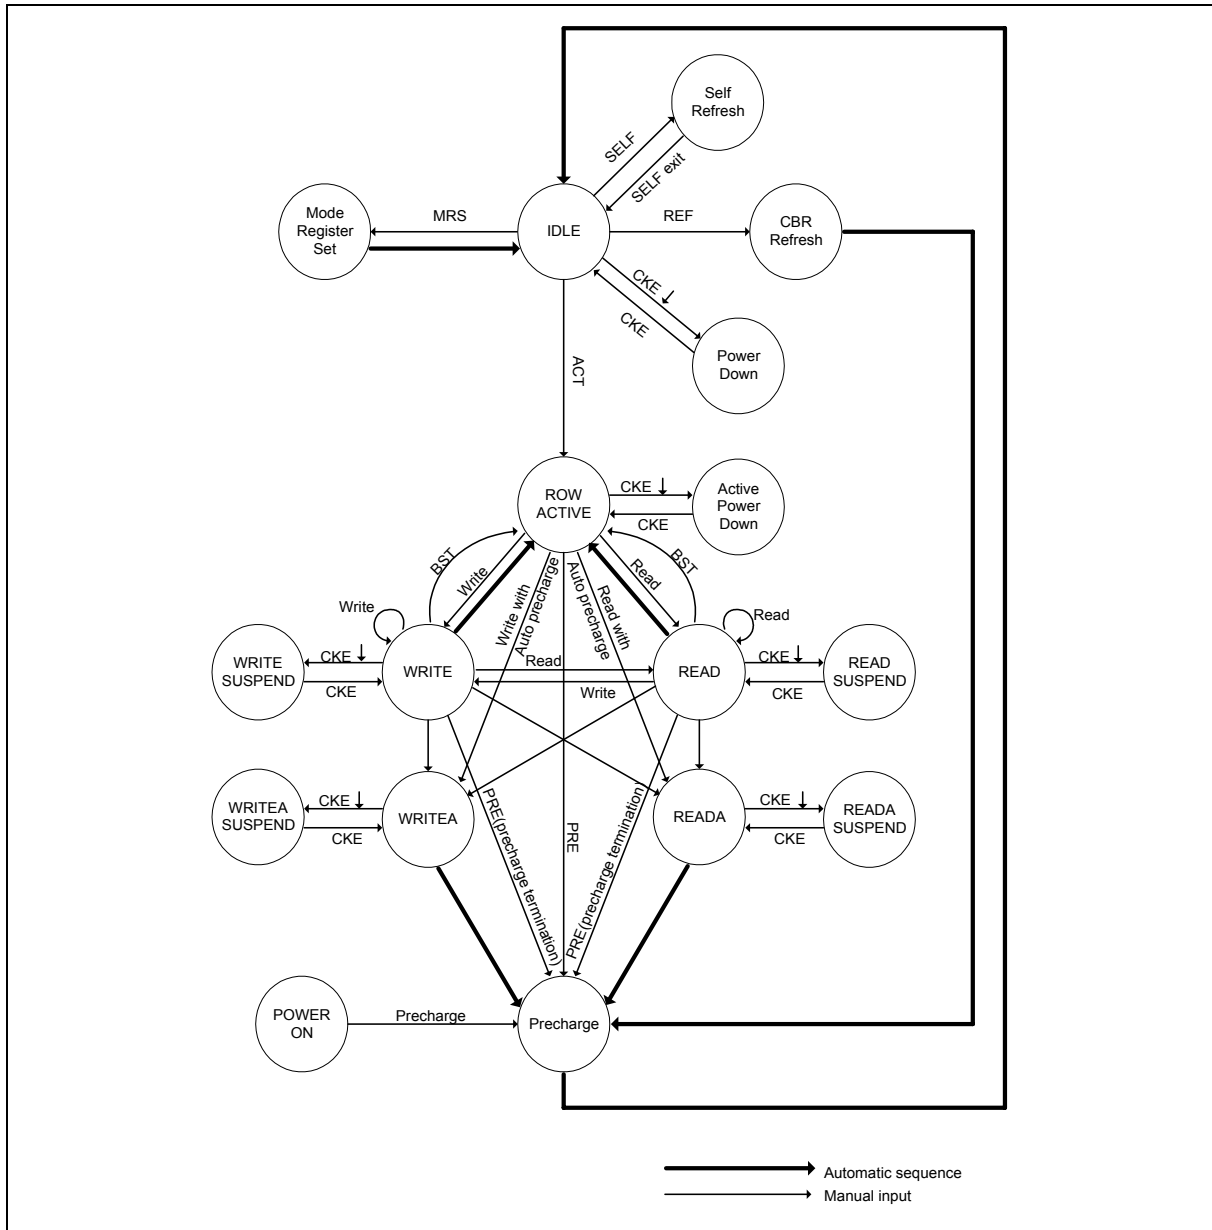 Self
Refresh
SELF
SELF exit
Mode
Register
Set
MRS
IDLE
REF
CBR
Refresh
CKE
CKE
Power
Down
ACT
ROW
ACTIVE
CKE
CKE
Active
Power
Down
BST
Write
Write with
Auto precharge
Auto precharge
Read with
Read
BST
Write
Read
WRITE
SUSPEND
CKE
CKE
WRITE
Read
Write
READ
CKE
CKE
READ
SUSPEND
WRITEA
SUSPEND
CKE
CKE
WRITEA
PRE(precharge termination)
PRE
PRE(precharge termination)
READA
CKE
CKE
READA
SUSPEND
POWER
ON
Precharge
Precharge
Automatic sequence
Manual input